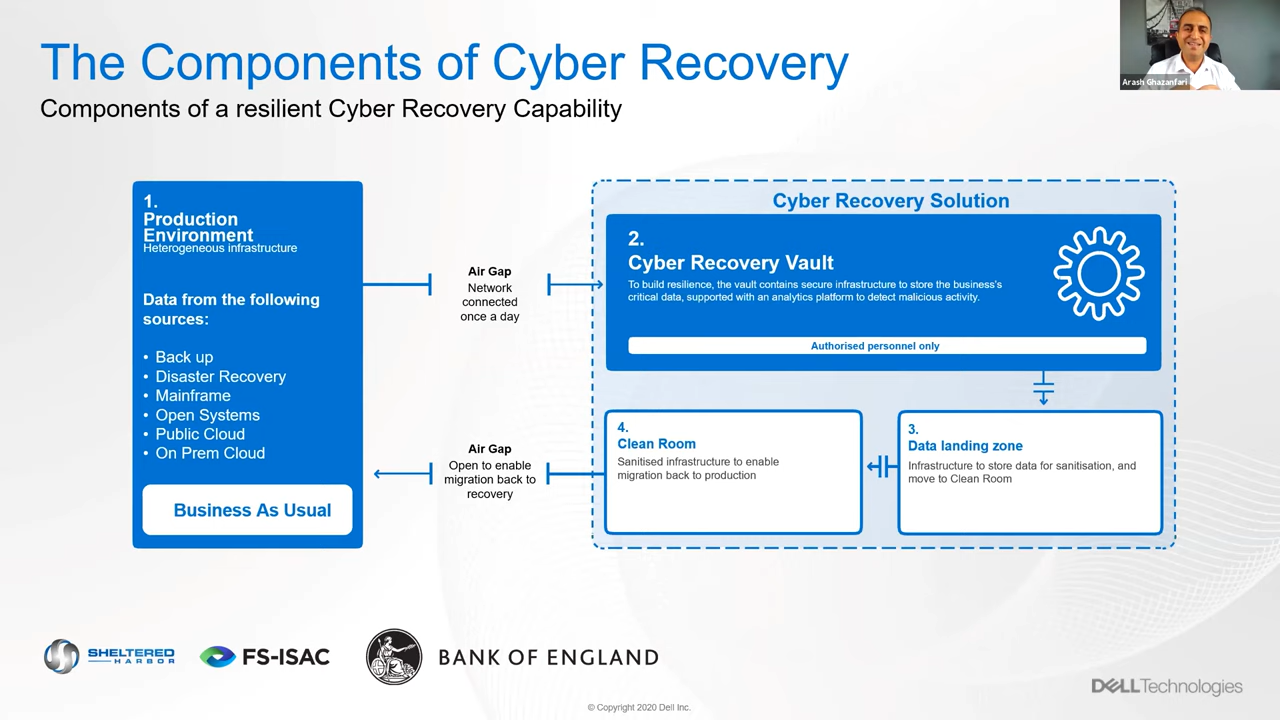 The Components of Cyber Recovery
Components of a resilient Cyber Recovery Capability
Arash Ghazanfari
1.
Production
Environment
Heterogeneous infrastructure
Data from the following
sources:
• Back up
• Disaster Recovery
• Mainframe
• Open Systems
• Public Cloud
• On Prem Cloud
Business As Usual
Air Gap
Network
connected
once a day
Air Gap
Open to enable
migration back to
recovery
Cyber Recovery Solution
2.
Cyber Recovery Vault
To build resilience, the vault contains secure infrastructure to store the business's
critical data, supported with an analytics platform to detect malicious activity.
Authorised personnel only
4.
Clean Room
Sanitised infrastructure to enable
migration back to production
3.
Data landing zone
Infrastructure to store data for sanitisation, and
move to Clean Room
SHELTERED
HARBOR
FS-ISAC
BANK OF ENGLAND
DELL Technologies
© Copyright 2020 Dell Inc.